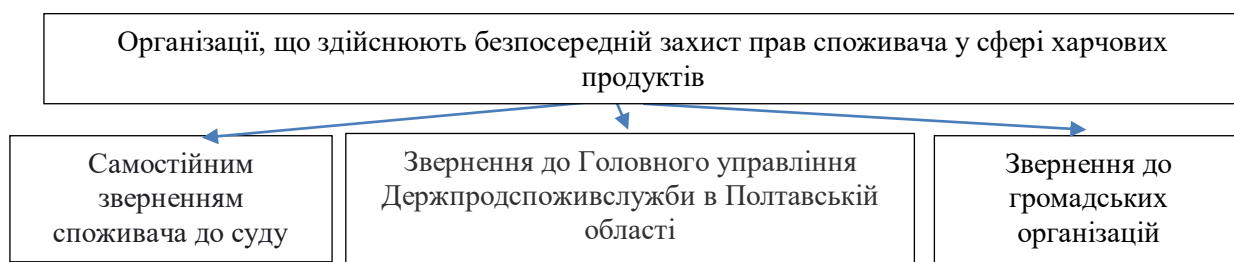 Організації, що здійснюють безпосередній захист прав споживача у сфері харчових
продуктів
Самостійним
зверненням
споживача до суду
Звернення до Головного управління
Держпродспоживслужби в Полтавській
області
Звернення до
громадських
організацій